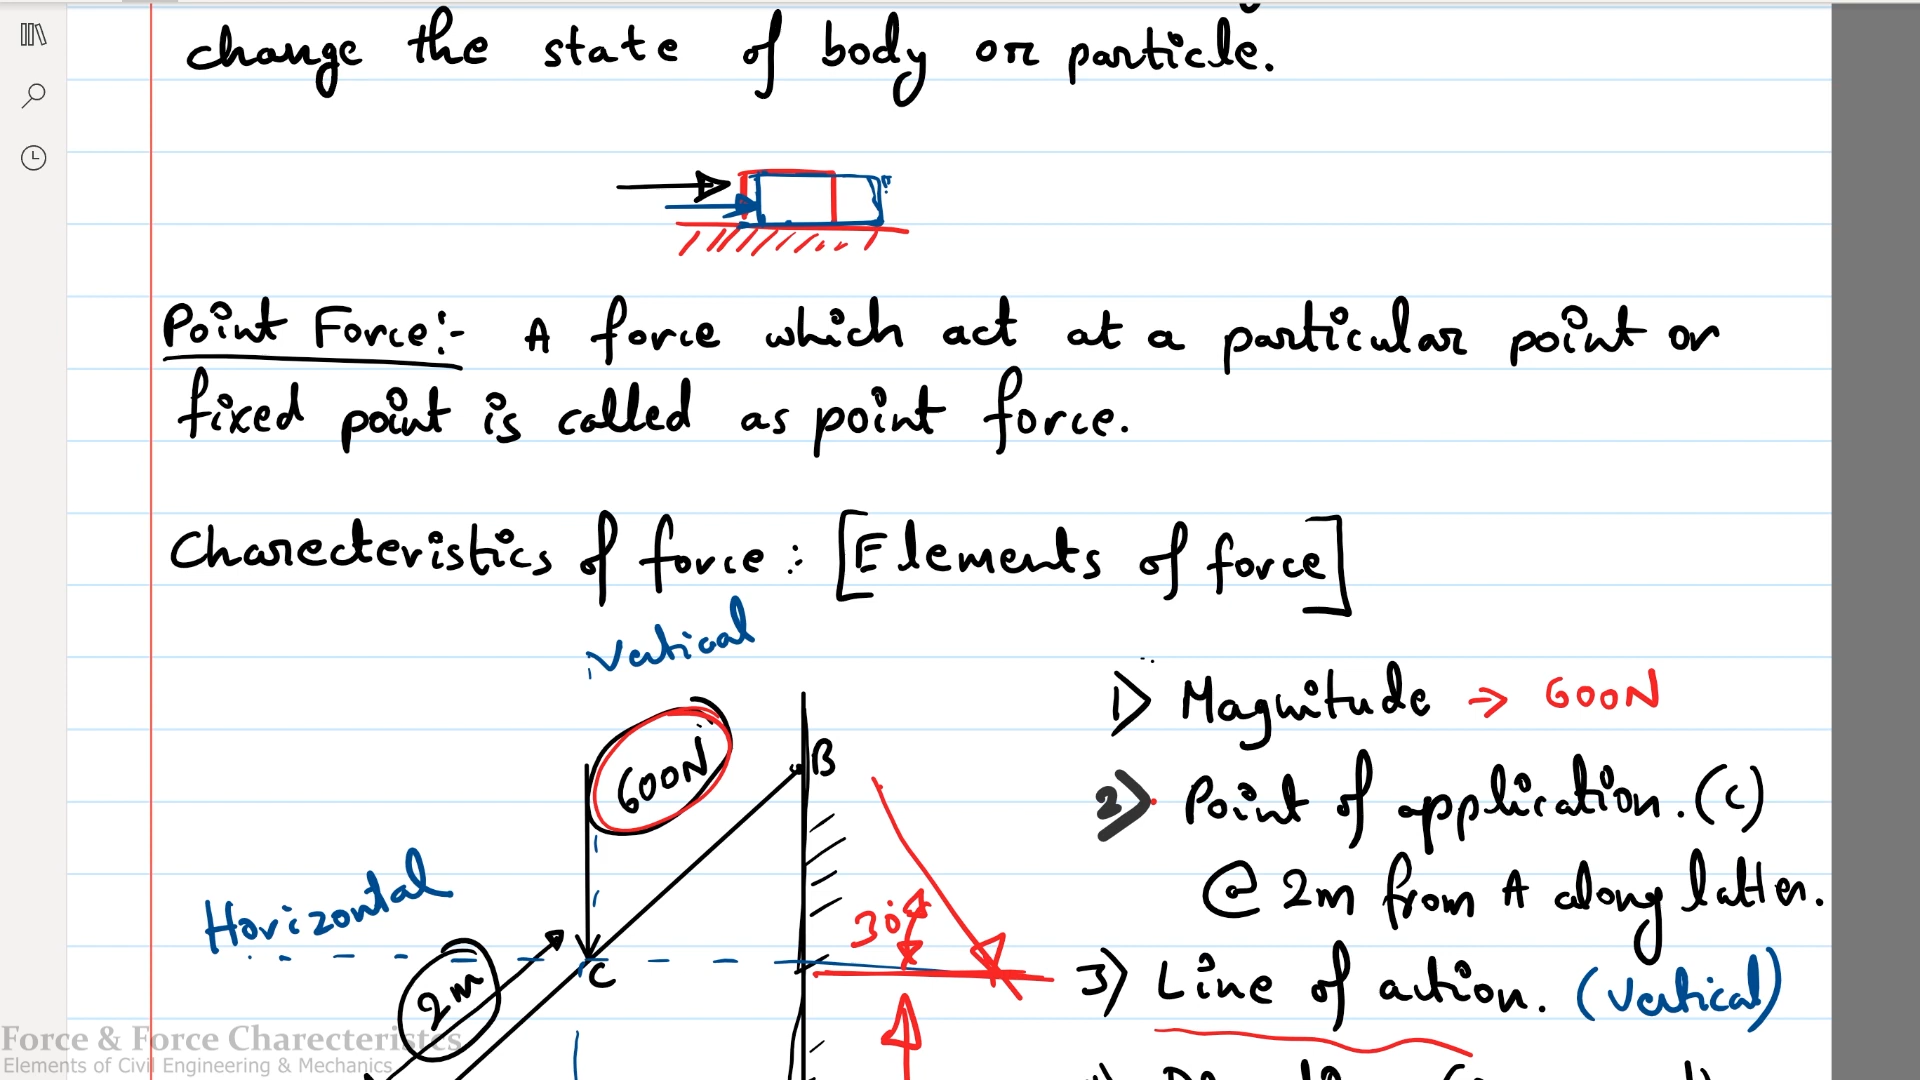 change the state of body or particle.
Point Force:- A force which act at a particular point or
fixed point is called as point force.
Charecteristics of force : [Elements of force]
Vertical
1) Magnitude → 600N
600N
B
2) Point of application. (C)
Horizontal
@ 2m from A along latter.
30°
C
2m
3) Line of action. (Vertical)
Force & Force Charecteristcs
Elements of Civil Engineering & Mechanics